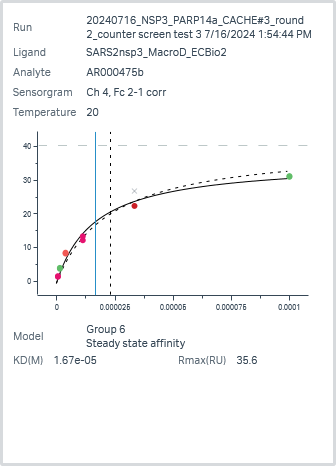 Run 20240716_NSP3_PARP14a_CACHE#3_round
2_counter screen test 3 7/16/2024 1:54:44 PM
Ligand SARS2nsp3_MacroD_ECBio2
Analyte AR000475b
Sensorgram Ch 4, Fc 2-1 corr
Temperature 20
40
30
20
10
0
0 0.000025 0.00005 0.000075 0.0001
Model Group 6
Steady state affinity
KD(M) 1.67e-05 Rmax(RU) 35.6